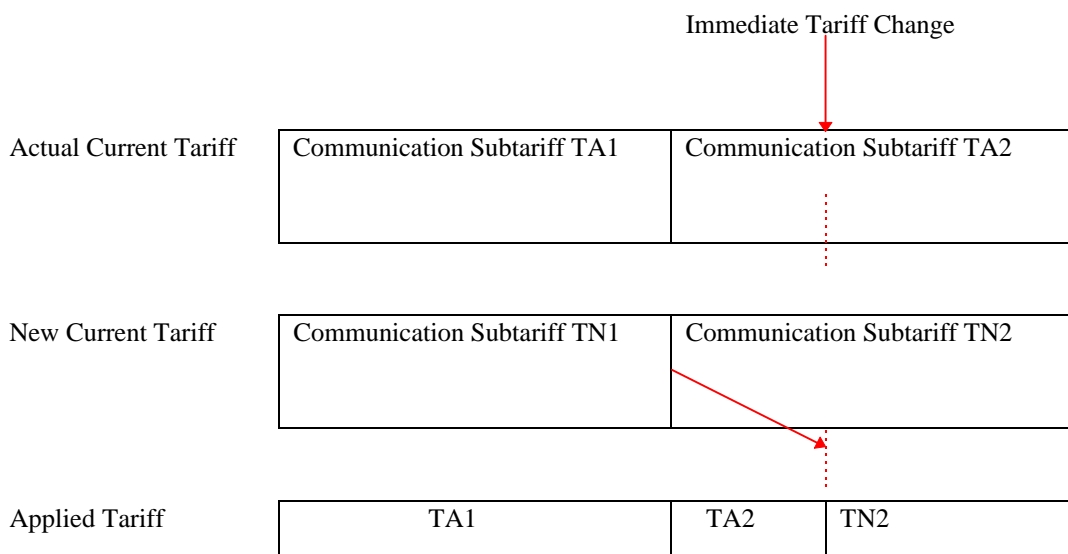 Immediate Tariff Change
Actual Current Tariff
Communication Subtariff TA1
Communication Subtariff TA2
New Current Tariff
Communication Subtariff TN1
Communication Subtariff TN2
Applied Tariff
TA1
TA2
TN2